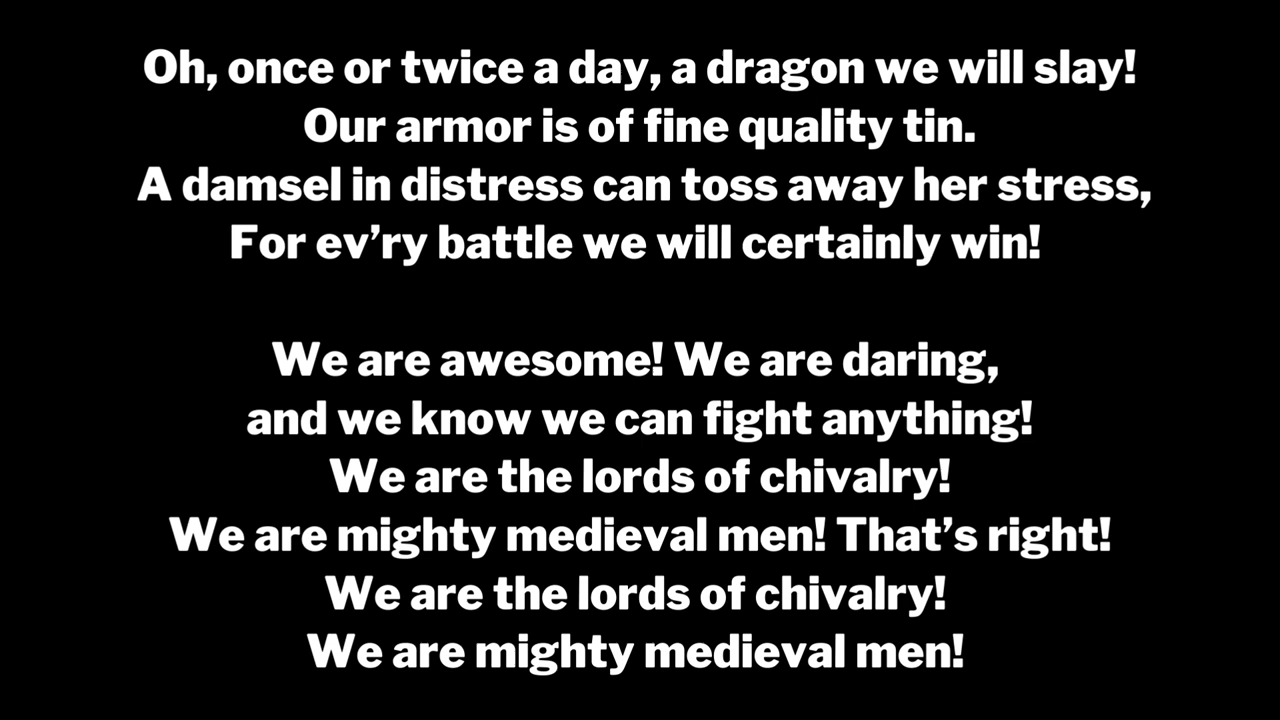 Oh, once or twice a day, a dragon we will slay!
Our armor is of fine quality tin.
A damsel in distress can toss away her stress,
For ev’ry battle we will certainly win!
We are awesome! We are daring,
and we know we can fight anything!
We are the lords of chivalry!
We are mighty medieval men! That’s right!
We are the lords of chivalry!
We are mighty medieval men!